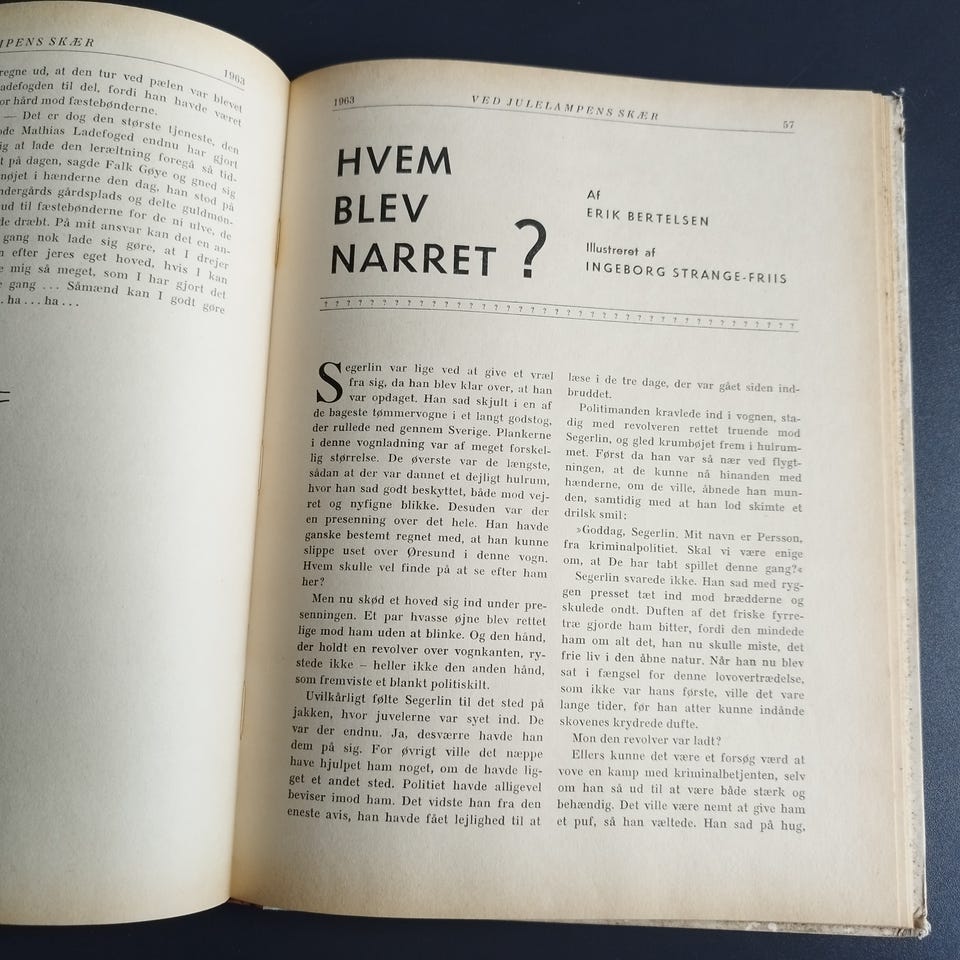 MPENS SKÆR
1963
regne ud, at den tur ved pælen var blevet
adefogden til del, fordi han havde været
or hård mod fæstebønderne.
— Det er dog den største tjeneste, den
ode Mathias Ladefoged endnu har gjort
ig at lade den leræltning foregå så tid-
t på dagen, sagde Falk Gøye og gned sig
nøjet i hænderne den dag, han stod på
ndergårds gårdsplads og delte guldmøn-
ud til fæstebønderne for de ni ulve, de
de dræbt. På mit ansvar kan det en an-
gang nok lade sig gøre, at I drejer
n efter jeres eget hoved, hvis I kan
e mig så meget, som I har gjort det
e gang ... Såmænd kan I godt gøre
. ha ... ha ...
1963
VED JULELAMPENS SKÆR
57
HVEM
BLEV
NARRET ?
Af
ERIK BERTELSEN
Illustreret af
INGEBORG STRANGE-FRIIS
? ? ? ? ? ? ? ? ? ? ? ? ? ? ? ? ? ? ? ? ? ? ? ? ? ? ? ? ? ? ? ? ? ? ? ? ?
Segerlin var lige ved at give et vræl
fra sig, da han blev klar over, at han
var opdaget. Han sad skjult i en af
de bageste tømmervogne i et langt godstog,
der rullede ned gennem Sverige. Plankerne
i denne vognladning var af meget forskel-
lig størrelse. De øverste var de længste,
sådan at der var dannet et dejligt hulrum,
hvor han sad godt beskyttet, både mod vej-
ret og nyfigne blikke. Desuden var der
en presenning over det hele. Han havde
ganske bestemt regnet med, at han kunne
slippe uset over Øresund i denne vogn.
Hvem skulle vel finde på at se efter ham
her?
Men nu skød et hoved sig ind under pre-
senningen. Et par hvasse øjne blev rettet
lige mod ham uden at blinke. Og den hånd,
der holdt en revolver over vognkanten, ry-
stede ikke – heller ikke den anden hånd,
som fremviste et blankt politiskilt.
Uvilkårligt følte Segerlin til det sted på
jakken, hvor juvelerne var syet ind. De
var der endnu. Ja, desværre havde han
dem på sig. For øvrigt ville det næppe
have hjulpet ham noget, om de havde lig-
get et andet sted. Politiet havde alligevel
beviser imod ham. Det vidste han fra den
eneste avis, han havde fået lejlighed til at
læse i de tre dage, der var gået siden ind-
bruddet.
Politimanden kravlede ind i vognen, sta-
dig med revolveren rettet truende mod
Segerlin, og gled krumbøjet frem i hulrum-
met. Først da han var så nær ved flygt-
ningen, at de kunne nå hinanden med
hænderne, om de ville, åbnede han mun-
den, samtidig med at han lod skimte et
drilsk smil:
»Goddag, Segerlin. Mit navn er Persson,
fra kriminalpolitiet. Skal vi være enige
om, at De har tabt spillet denne gang?«
Segerlin svarede ikke. Han sad med ryg-
gen presset tæt ind mod brædderne og
skulede ondt. Duften af det friske fyrre-
træ gjorde ham bitter, fordi den mindede
ham om alt det, han nu skulle miste, det
frie liv i den åbne natur. Når han nu blev
sat i fængsel for denne lovovertrædelse,
som ikke var hans første, ville det vare
lange tider, før han atter kunne indånde
skovenes krydrede dufte.
Mon den revolver var ladt?
Ellers kunne det være et forsøg værd at
vove en kamp med kriminalbetjenten, selv
om han så ud til at være både stærk og
behændig. Det ville være nemt at give ham
et puf, så han væltede. Han sad på hug,